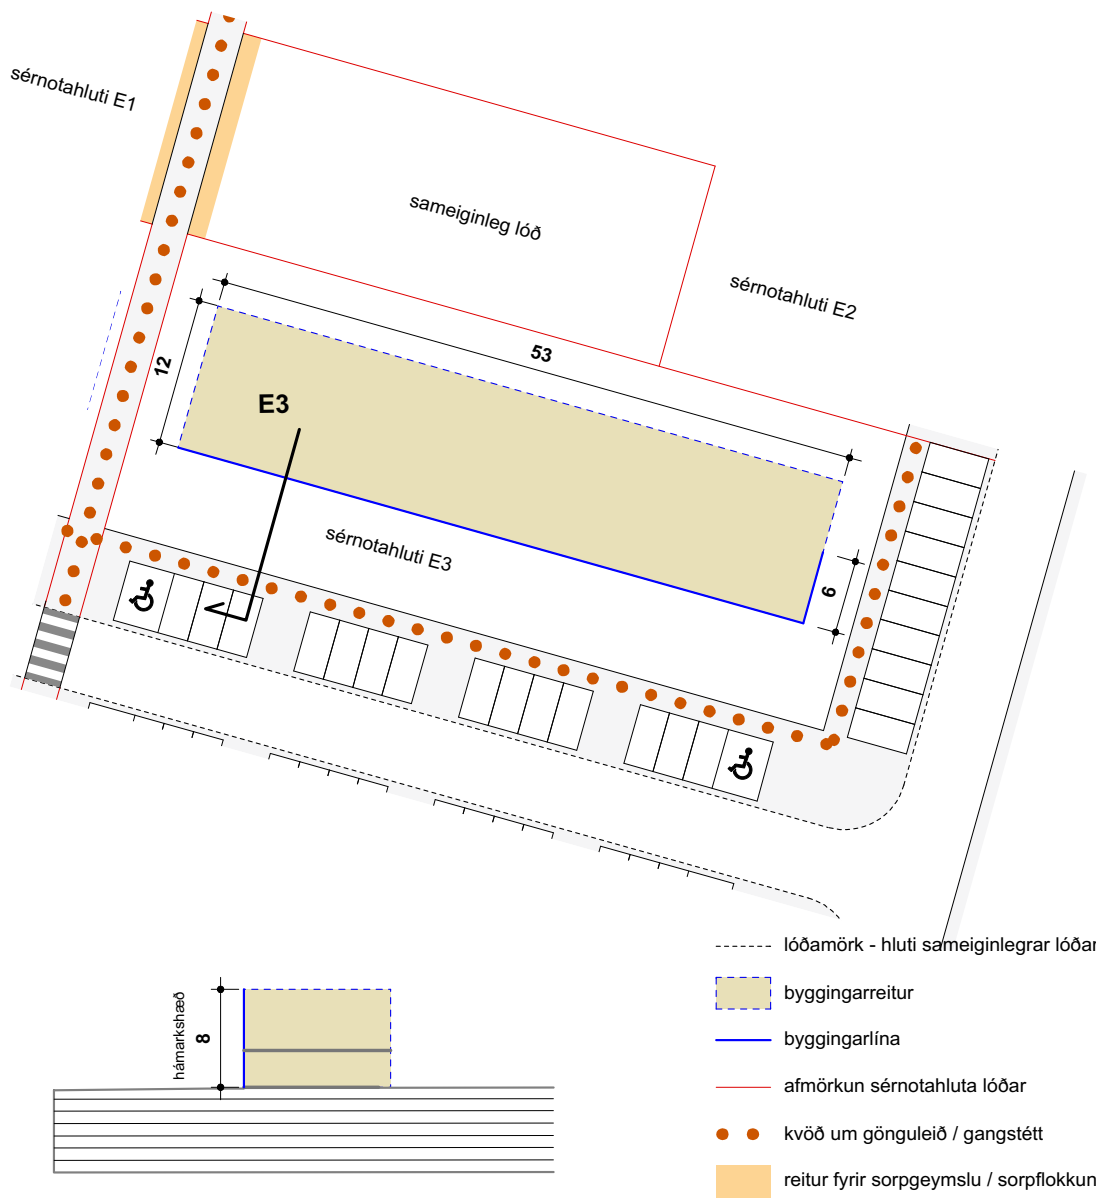 sérnotahluti E1
sameiginleg lóð
sérnotahluti E2
53
12
E3
sérnotahluti E3
6
lóðamörk - hluti sameiginlegrar lóðar
byggingarreitur
byggingarlína
afmörkun sérnotahluta lóðar
kvöð um gönguleið / gangstétt
reitur fyrir sorpgeymslu / sorpflokkun
hámarkshæð
8